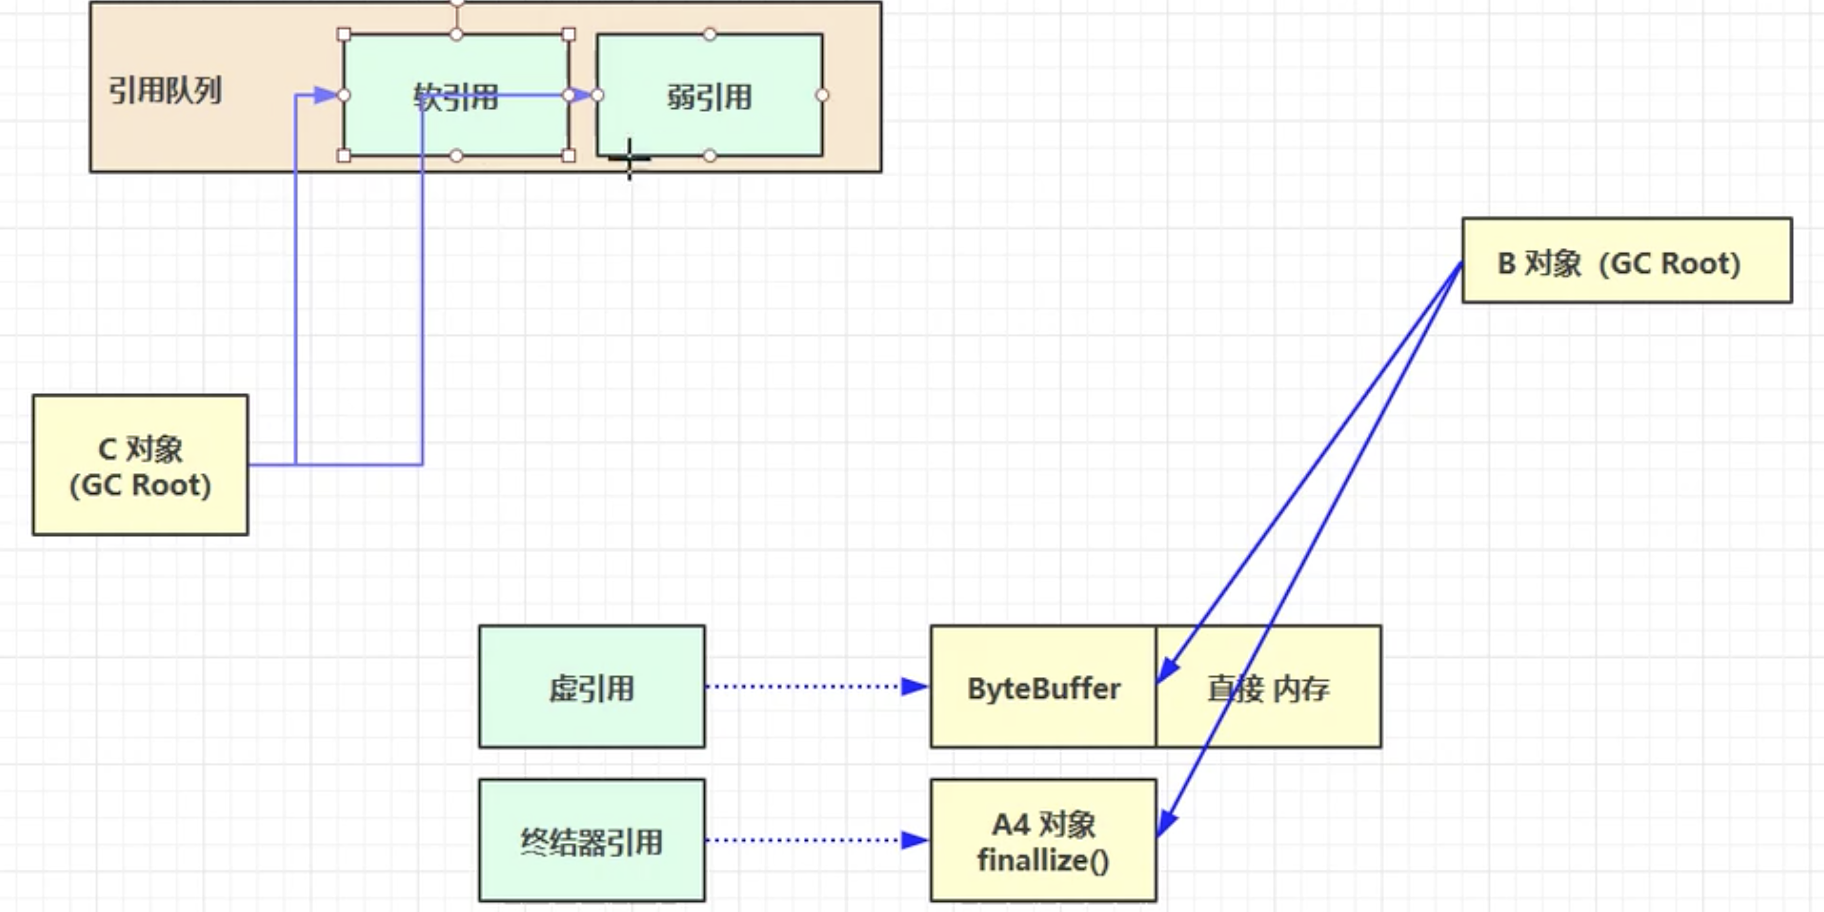 引用队列
软引用
弱引用
B 对象 (GC Root)
C 对象
(GC Root)
虚引用
ByteBuffer
直接 内存
终结器引用
A4 对象
finallize()